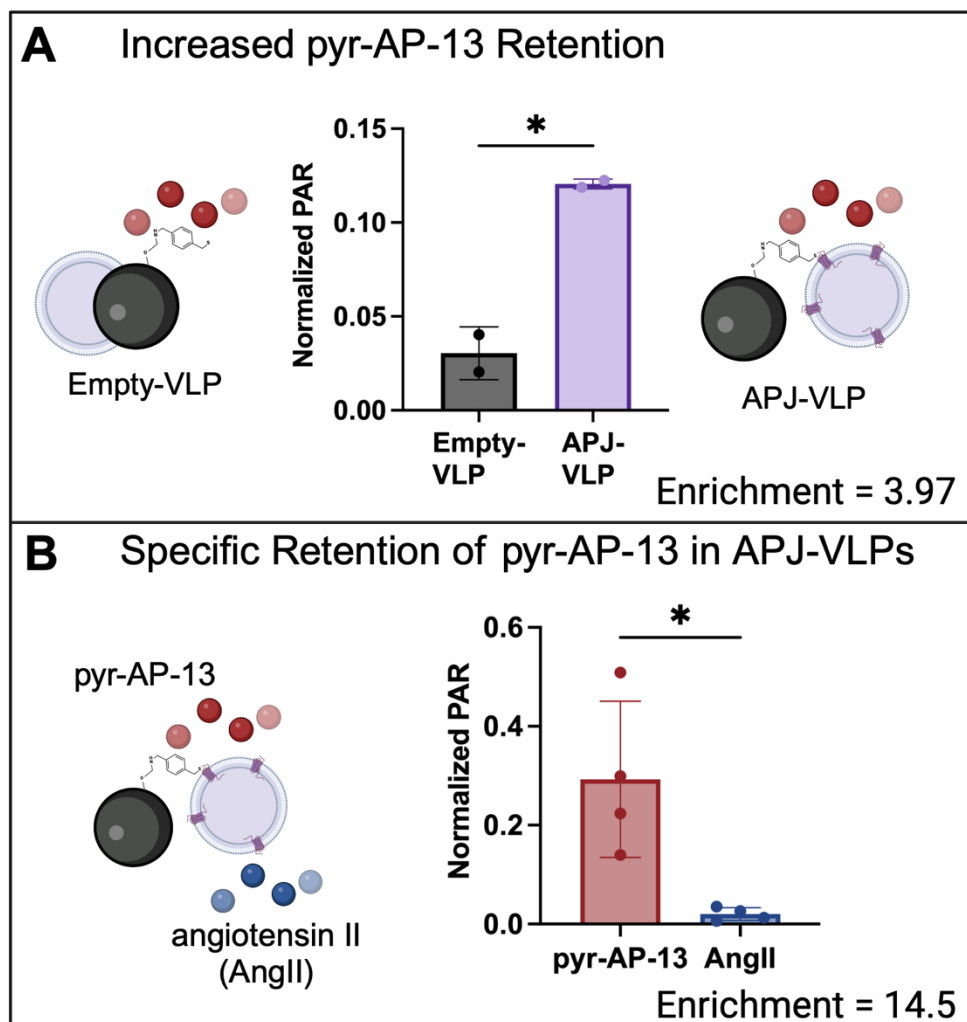 A Increased pyr-AP-13 Retention
Normalized PAR
0.15
0.10
0.05
0.00
*
Empty-
VLP
APJ-
VLP
Empty-VLP
APJ-VLP
Enrichment = 3.97
B Specific Retention of pyr-AP-13 in APJ-VLPs
pyr-AP-13
angiotensin II
(AngII)
Normalized PAR
0.6
0.4
0.2
0.0
*
pyr-AP-13 AngII
Enrichment = 14.5